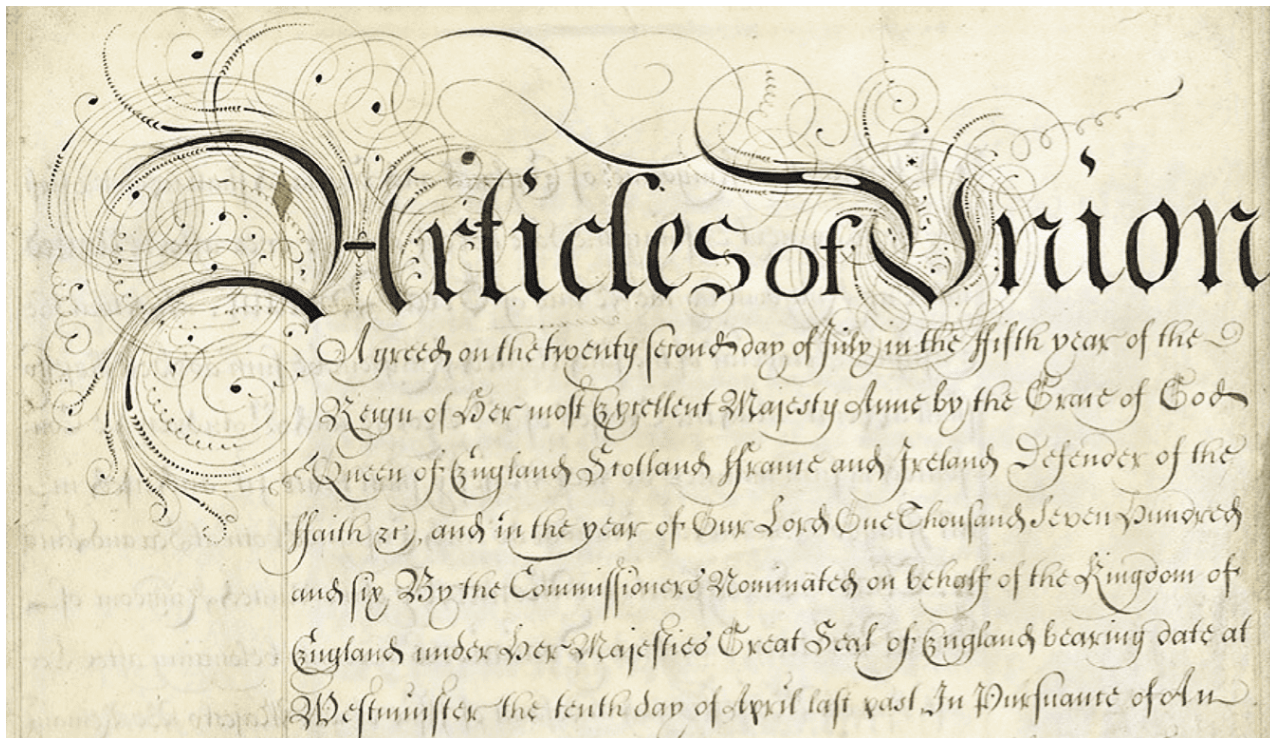 Articles of Union
Agreed on the twenty second day of July, in the ffifth year of the
Reign of Her most Excellent Majesty Anne by the Grace of God
Queen of England Scotland ffrance and Ireland Defender of the
ffaith &c, and in the year of Our Lord One Thousand Seven Hundred
and six By the Commissioners Nominated on behalf of the Kingdom of
England under Her Majesties Great Seal of England bearing date at
Westminster the tenth day of April last past In Pursuance of An